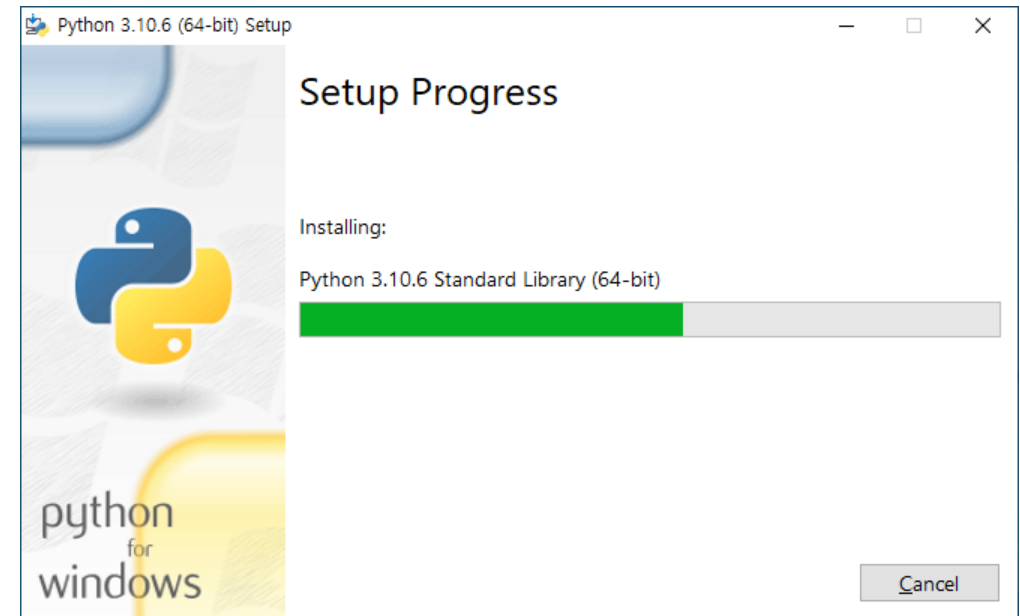 Python 3.10.6 (64-bit) Setup
Setup Progress
Installing:
Python 3.10.6 Standard Library (64-bit)
python
for
windows
Cancel